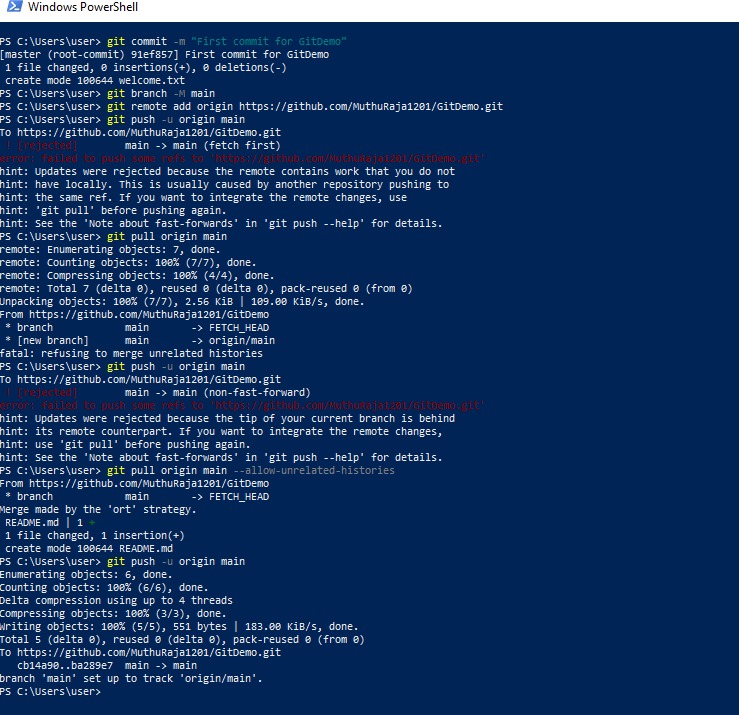 Windows PowerShell
PS C:\Users\user> git commit -m "First commit for GitDemo"
[master (root-commit) 91ef857] First commit for GitDemo
 1 file changed, 0 insertions(+), 0 deletions(-)
 create mode 100644 welcome.txt
PS C:\Users\user> git branch -M main
PS C:\Users\user> git remote add origin https://github.com/MuthuRaja1201/GitDemo.git
PS C:\Users\user> git push -u origin main
To https://github.com/MuthuRaja1201/GitDemo.git
 ! [rejected]        main -> main (fetch first)
error: failed to push some refs to 'https://github.com/MuthuRaja1201/GitDemo.git'
hint: Updates were rejected because the remote contains work that you do not
hint: have locally. This is usually caused by another repository pushing to
hint: the same ref. If you want to integrate the remote changes, use
hint: 'git pull' before pushing again.
hint: See the 'Note about fast-forwards' in 'git push --help' for details.
PS C:\Users\user> git pull origin main
remote: Enumerating objects: 7, done.
remote: Counting objects: 100% (7/7), done.
remote: Compressing objects: 100% (4/4), done.
remote: Total 7 (delta 0), reused 0 (delta 0), pack-reused 0 (from 0)
Unpacking objects: 100% (7/7), 2.56 KiB | 109.00 KiB/s, done.
From https://github.com/MuthuRaja1201/GitDemo
 * branch            main       -> FETCH_HEAD
 * [new branch]      main       -> origin/main
fatal: refusing to merge unrelated histories
PS C:\Users\user> git push -u origin main
To https://github.com/MuthuRaja1201/GitDemo.git
 ! [rejected]        main -> main (non-fast-forward)
error: failed to push some refs to 'https://github.com/MuthuRaja1201/GitDemo.git'
hint: Updates were rejected because the tip of your current branch is behind
hint: its remote counterpart. If you want to integrate the remote changes,
hint: use 'git pull' before pushing again.
hint: See the 'Note about fast-forwards' in 'git push --help' for details.
PS C:\Users\user> git pull origin main --allow-unrelated-histories
From https://github.com/MuthuRaja1201/GitDemo
 * branch            main       -> FETCH_HEAD
Merge made by the 'ort' strategy.
 README.md | 1 +
 1 file changed, 1 insertion(+)
 create mode 100644 README.md
PS C:\Users\user> git push -u origin main
Enumerating objects: 6, done.
Counting objects: 100% (6/6), done.
Delta compression using up to 4 threads
Compressing objects: 100% (3/3), done.
Writing objects: 100% (5/5), 551 bytes | 183.00 KiB/s, done.
Total 5 (delta 0), reused 0 (delta 0), pack-reused 0 (from 0)
To https://github.com/MuthuRaja1201/GitDemo.git
   cb14a90..ba289e7  main -> main
branch 'main' set up to track 'origin/main'.
PS C:\Users\user>